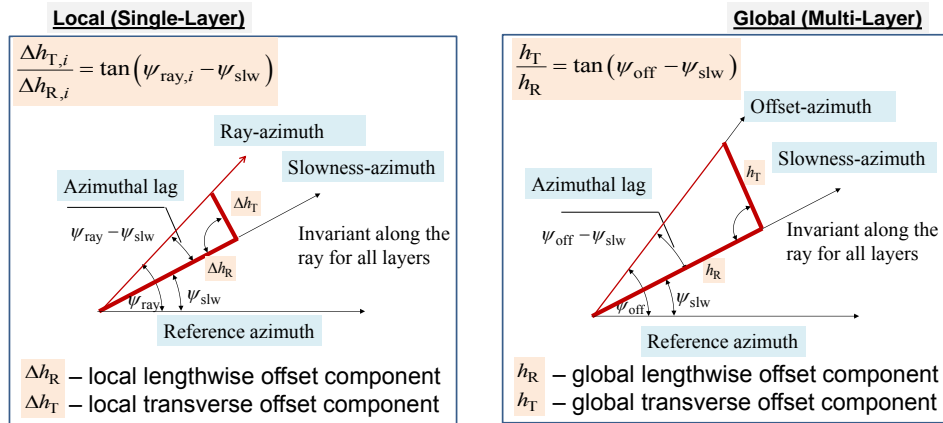 Local (Single-Layer)
Δh_T,i / Δh_R,i = tan(ψ_ray,i − ψ_slw)
Ray-azimuth
Slowness-azimuth
Azimuthal lag
Δh_T
ψ_ray − ψ_slw
Δh_R
Invariant along the
ray for all layers
ψ_ray
ψ_slw
Reference azimuth
Δh_R – local lengthwise offset component
Δh_T – local transverse offset component
Global (Multi-Layer)
h_T / h_R = tan(ψ_off − ψ_slw)
Offset-azimuth
Slowness-azimuth
h_T
Azimuthal lag
ψ_off − ψ_slw
h_R
Invariant along the
ray for all layers
ψ_off
ψ_slw
Reference azimuth
h_R – global lengthwise offset component
h_T – global transverse offset component